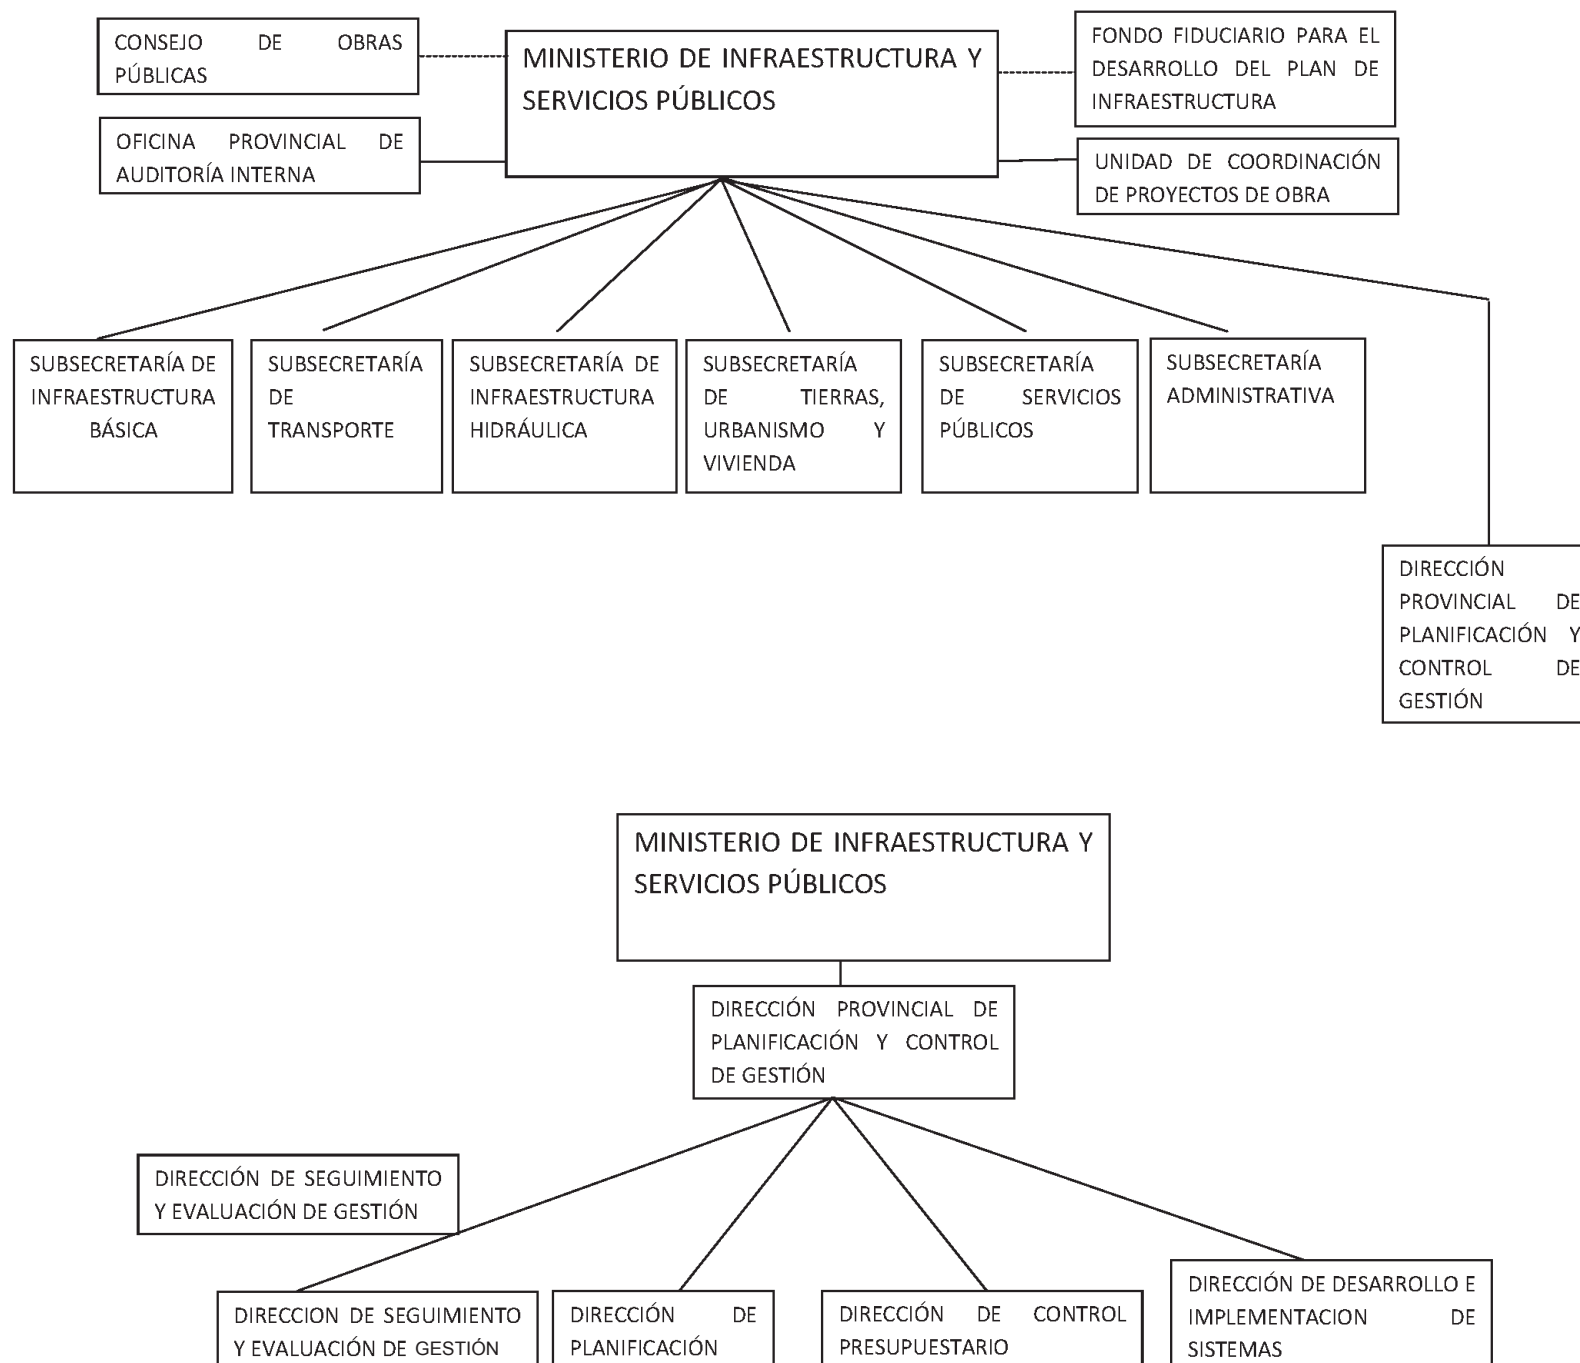 CONSEJO DE OBRAS
PÚBLICAS
MINISTERIO DE INFRAESTRUCTURA Y
SERVICIOS PÚBLICOS
FONDO FIDUCIARIO PARA EL
DESARROLLO DEL PLAN DE
INFRAESTRUCTURA
OFICINA PROVINCIAL DE
AUDITORÍA INTERNA
UNIDAD DE COORDINACIÓN
DE PROYECTOS DE OBRA
SUBSECRETARÍA DE
INFRAESTRUCTURA
BÁSICA
SUBSECRETARÍA
DE
TRANSPORTE
SUBSECRETARÍA DE
INFRAESTRUCTURA
HIDRÁULICA
SUBSECRETARÍA
DE TIERRAS,
URBANISMO Y
VIVIENDA
SUBSECRETARÍA
DE SERVICIOS
PÚBLICOS
SUBSECRETARÍA
ADMINISTRATIVA
DIRECCIÓN
PROVINCIAL DE
PLANIFICACIÓN Y
CONTROL DE
GESTIÓN
MINISTERIO DE INFRAESTRUCTURA Y
SERVICIOS PÚBLICOS
DIRECCIÓN PROVINCIAL DE
PLANIFICACIÓN Y CONTROL
DE GESTIÓN
DIRECCIÓN DE SEGUIMIENTO
Y EVALUACIÓN DE GESTIÓN
DIRECCION DE SEGUIMIENTO
Y EVALUACIÓN DE GESTIÓN
DIRECCIÓN DE
PLANIFICACIÓN
DIRECCIÓN DE CONTROL
PRESUPUESTARIO
DIRECCIÓN DE DESARROLLO E
IMPLEMENTACION DE
SISTEMAS